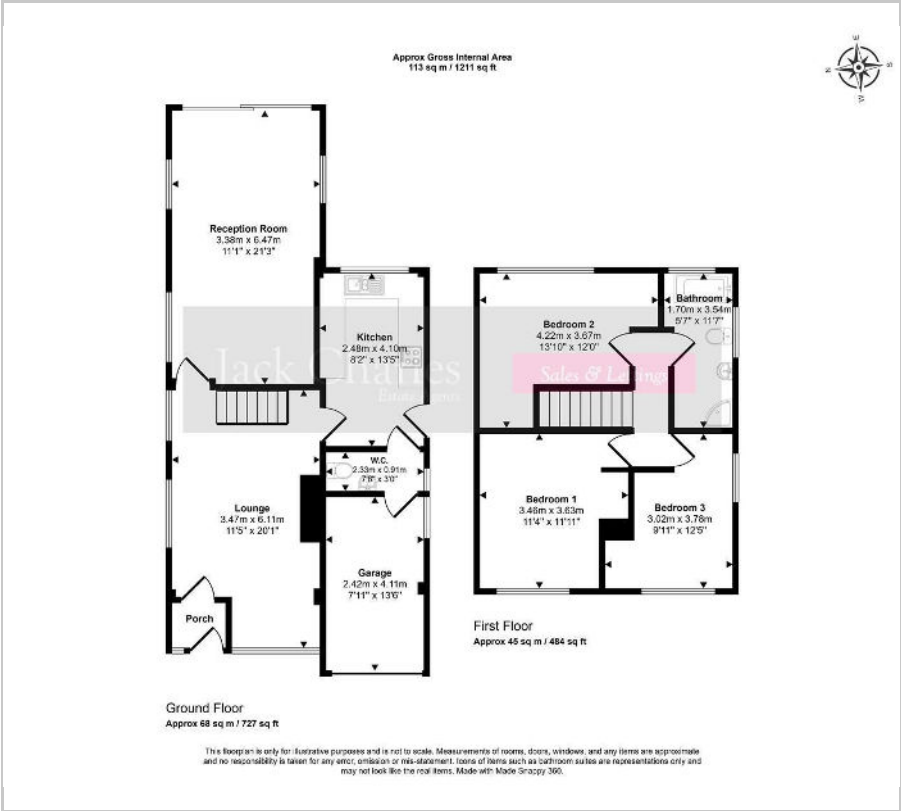 Approx Gross Internal Area
113 sq m / 1211 sq ft
E
N
S
W
Reception Room
3.38m x 6.47m
11'1" x 21'3"
Kitchen
2.48m x 4.10m
8'2" x 13'5"
W.C.
2.33m x 0.91m
7'8" x 3'0"
Lounge
3.47m x 6.11m
11'5" x 20'1"
Garage
2.42m x 4.11m
7'11" x 13'6"
Porch
Ground Floor
Approx 68 sq m / 727 sq ft
Bedroom 2
4.22m x 3.67m
13'10" x 12'0"
Bathroom
1.70m x 3.54m
5'7" x 11'7"
Bedroom 1
3.46m x 3.63m
11'4" x 11'11"
Bedroom 3
3.02m x 3.78m
9'11" x 12'5"
First Floor
Approx 45 sq m / 484 sq ft
Jack Charles
Estate Agents
Sales & Lettings
This floorplan is only for illustrative purposes and is not to scale. Measurements of rooms, doors, windows, and any items are approximate
and no responsibility is taken for any error, omission or mis-statement. Icons of items such as bathroom suites are representations only and
may not look like the real items. Made with Made Snappy 360.